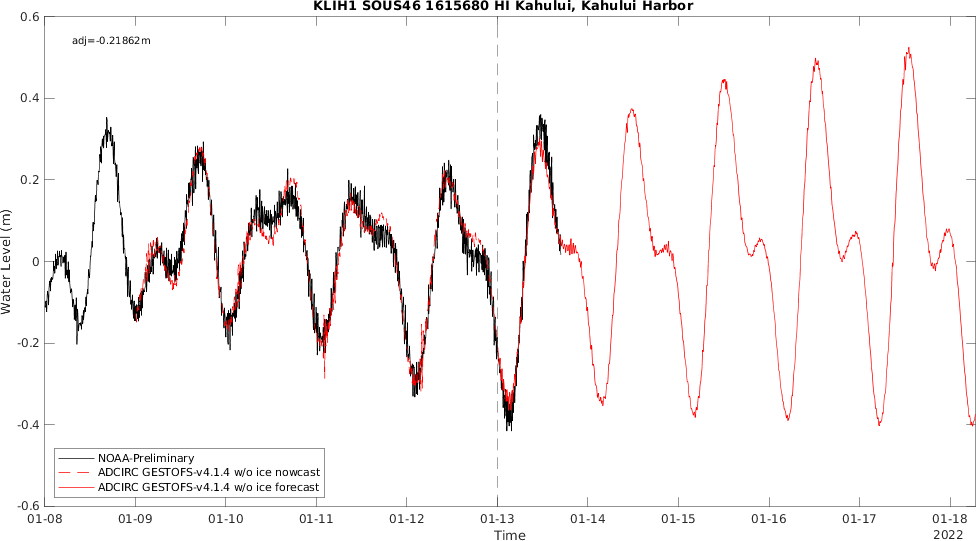 KLIH1 SOUS46 1615680 HI Kahului, Kahului Harbor
adj=-0.21862m
0.6
0.4
0.2
0
-0.2
-0.4
-0.6
Water Level (m)
NOAA-Preliminary
ADCIRC GESTOFS-v4.1.4 w/o ice nowcast
ADCIRC GESTOFS-v4.1.4 w/o ice forecast
01-08 01-09 01-10 01-11 01-12 01-13 01-14 01-15 01-16 01-17 01-18
Time
2022